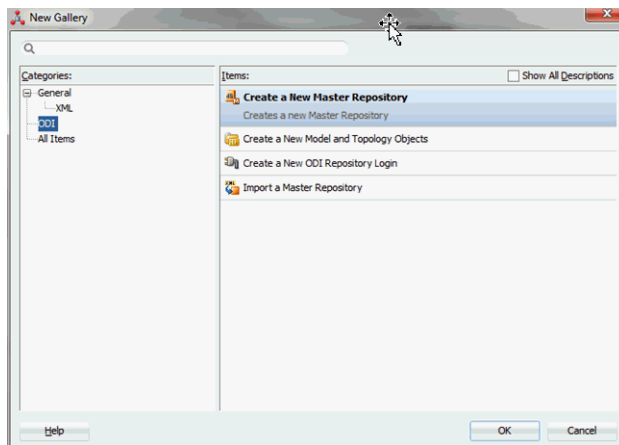 New Gallery
Categories:
General
XML
ODI
All Items
Items:
Show All Descriptions
Create a New Master Repository
Creates a new Master Repository
Create a New Model and Topology Objects
Create a New ODI Repository Login
Import a Master Repository
Help
OK
Cancel